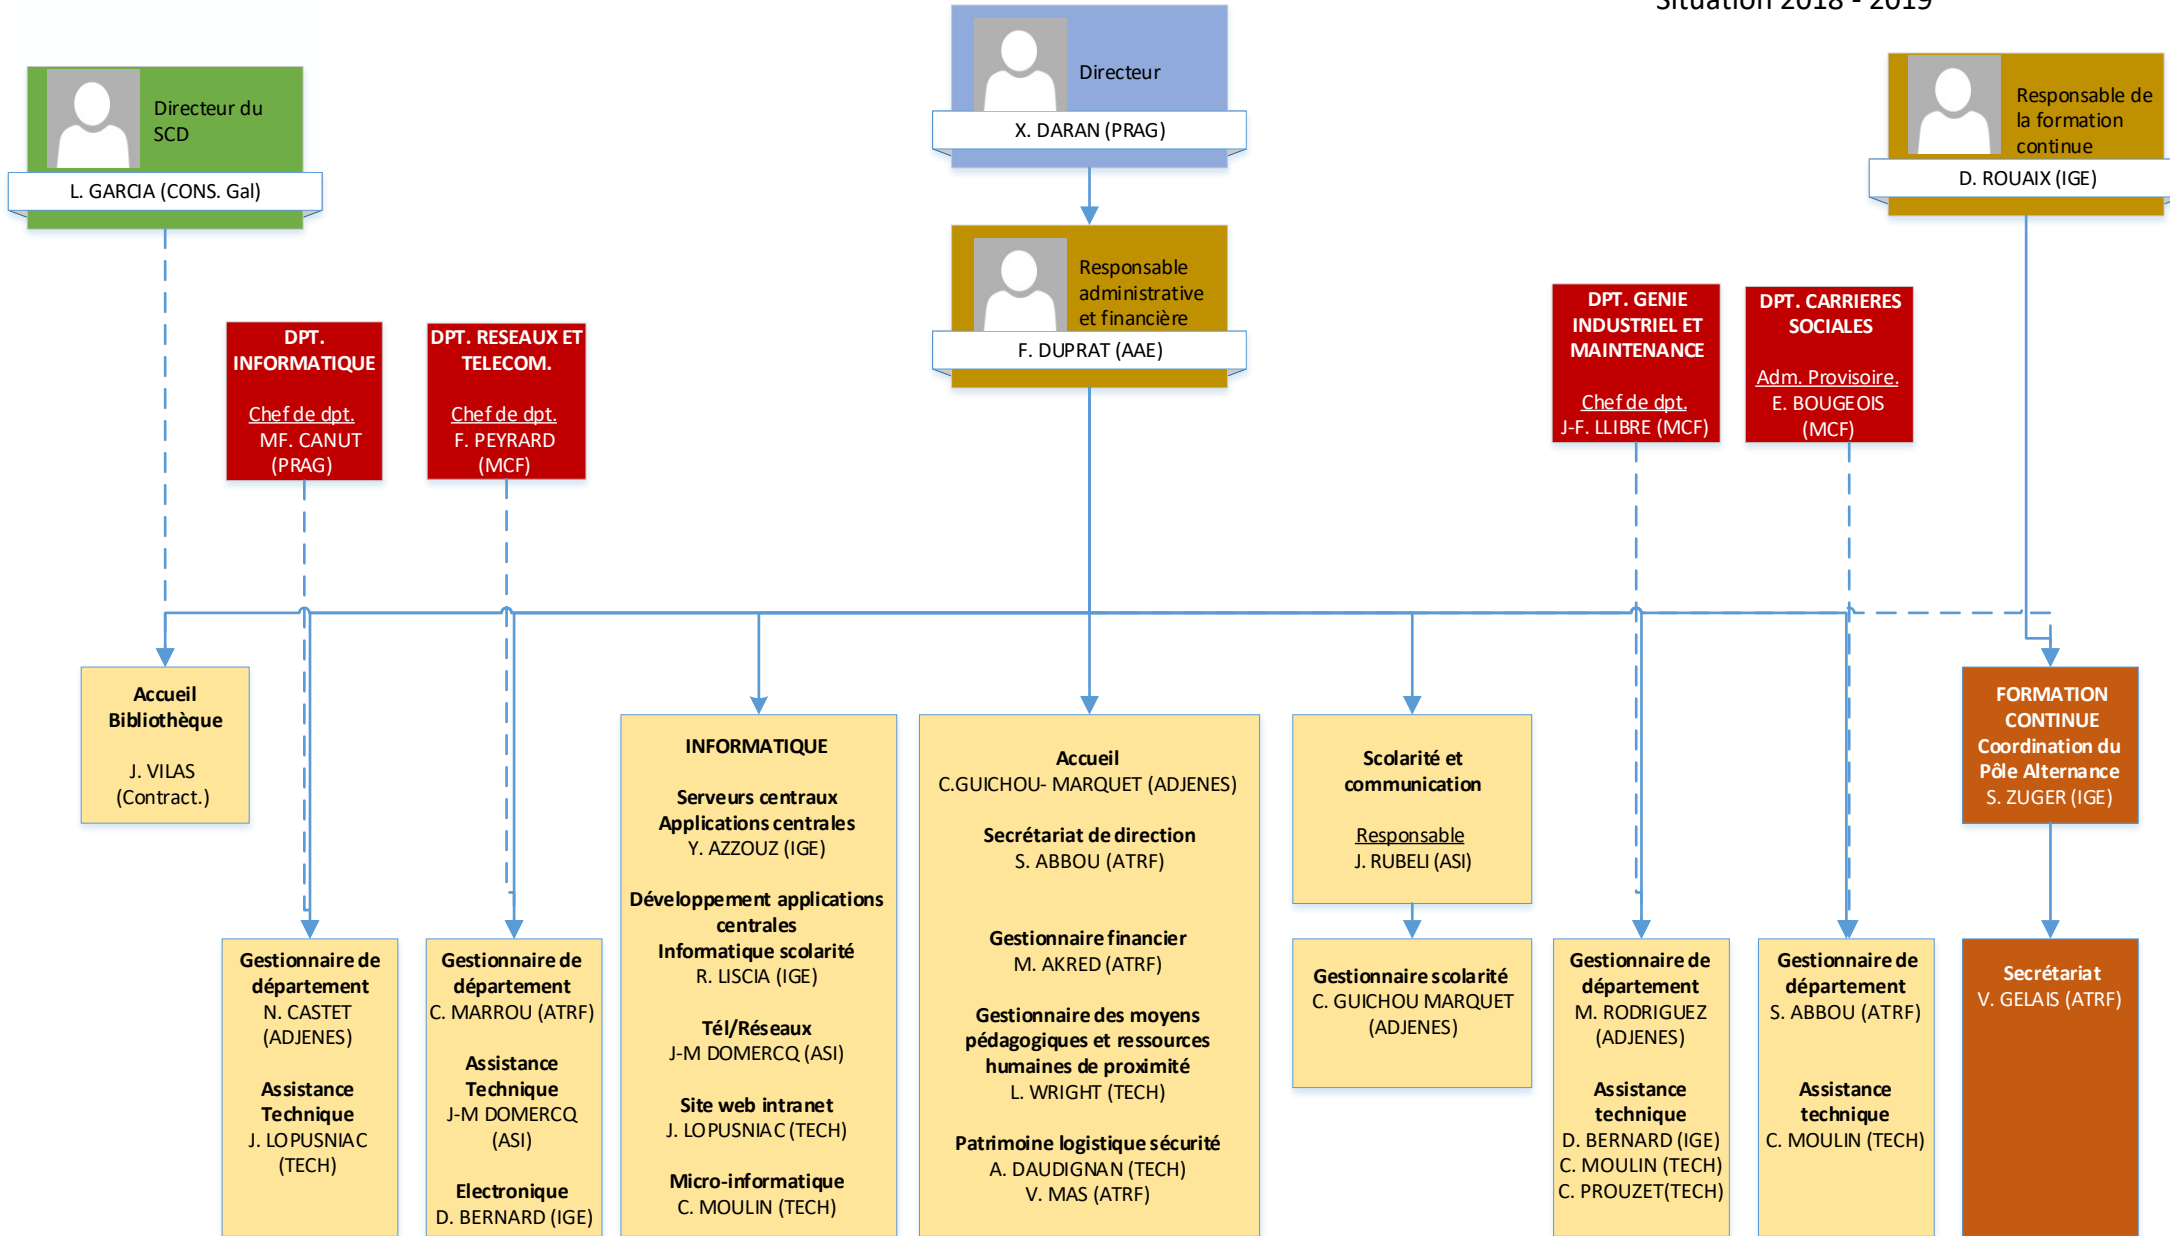 Situation 2018 - 2019
Directeur du
SCD
L. GARCIA (CONS. Gal)
Directeur
X. DARAN (PRAG)
Responsable de
la formation
continue
D. ROUAIX (IGE)
Responsable
administrative
et financière
F. DUPRAT (AAE)
DPT.
INFORMATIQUE
Chef de dpt.
MF. CANUT
(PRAG)
DPT. RESEAUX ET
TELECOM.
Chef de dpt.
F. PEYRARD
(MCF)
DPT. GENIE
INDUSTRIEL ET
MAINTENANCE
Chef de dpt.
J-F. LLIBRE (MCF)
DPT. CARRIERES
SOCIALES
Adm. Provisoire.
E. BOUGEOIS
(MCF)
Accueil
Bibliothèque
J. VILAS
(Contract.)
Gestionnaire de
département
N. CASTET
(ADJENES)
Assistance
Technique
J. LOPUSNIAC
(TECH)
Gestionnaire de
département
C. MARROU (ATRF)
Assistance
Technique
J-M DOMERCQ
(ASI)
Electronique
D. BERNARD (IGE)
INFORMATIQUE
Serveurs centraux
Applications centrales
Y. AZZOUZ (IGE)
Développement applications
centrales
Informatique scolarité
R. LISCIA (IGE)
Tél/Réseaux
J-M DOMERCQ (ASI)
Site web intranet
J. LOPUSNIAC (TECH)
Micro-informatique
C. MOULIN (TECH)
Accueil
C.GUICHOU- MARQUET (ADJENES)
Secrétariat de direction
S. ABBOU (ATRF)
Gestionnaire financier
M. AKRED (ATRF)
Gestionnaire des moyens
pédagogiques et ressources
humaines de proximité
L. WRIGHT (TECH)
Patrimoine logistique sécurité
A. DAUDIGNAN (TECH)
V. MAS (ATRF)
Scolarité et
communication
Responsable
J. RUBELI (ASI)
Gestionnaire scolarité
C. GUICHOU MARQUET
(ADJENES)
Gestionnaire de
département
M. RODRIGUEZ
(ADJENES)
Assistance
technique
D. BERNARD (IGE)
C. MOULIN (TECH)
C. PROUZET(TECH)
Gestionnaire de
département
S. ABBOU (ATRF)
Assistance
technique
C. MOULIN (TECH)
FORMATION
CONTINUE
Coordination du
Pôle Alternance
S. ZUGER (IGE)
Secrétariat
V. GELAIS (ATRF)